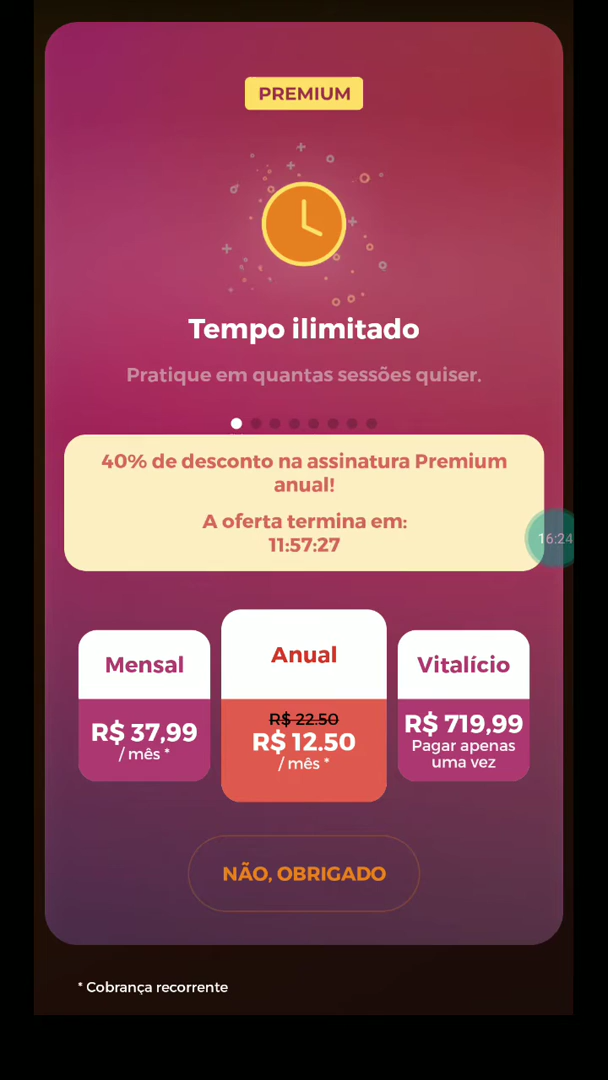 PREMIUM
Tempo ilimitado
Pratique em quantas sessões quiser.
40% de desconto na assinatura Premium
anual!
A oferta termina em:
11:57:27
16:24
Mensal
R$ 37,99
/ mês *
Anual
R$ 22.50
R$ 12.50
/ mês *
Vitalício
R$ 719,99
Pagar apenas
uma vez
NÃO, OBRIGADO
* Cobrança recorrente